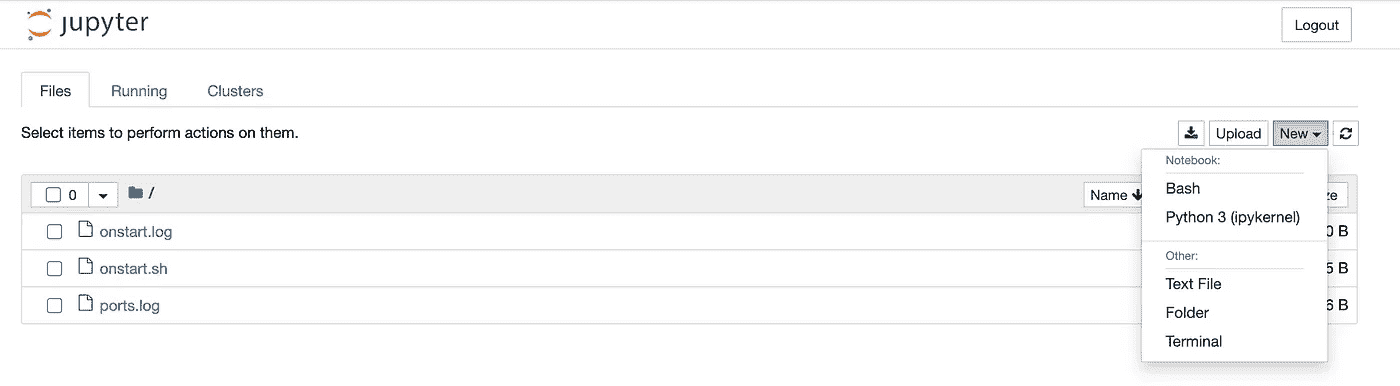 jupyter
Logout
Files Running Clusters
Select items to perform actions on them.
Upload New
Notebook:
0 / Name
Bash
Python 3 (ipykernel)
onstart.log 0 B
Other:
onstart.sh 5 B
Text File
ports.log 6 B
Folder
Terminal